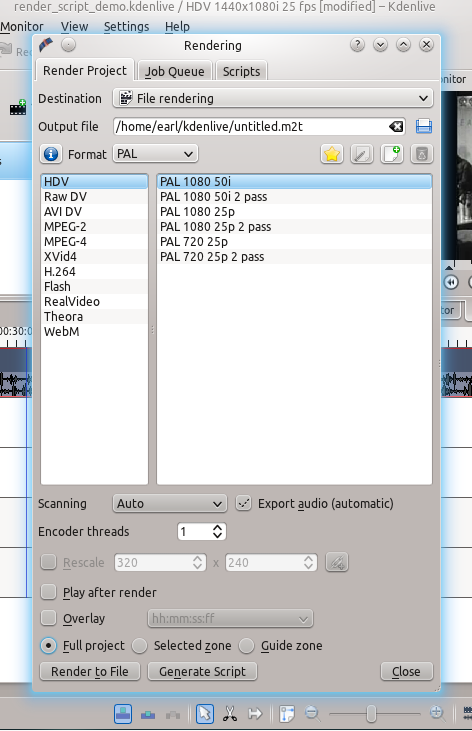 render_script_demo.kdenlive / HDV 1440x1080i 25 fps [modified] – Kdenlive
Monitor View Settings Help
Rendering
Render Project Job Queue Scripts
Destination File rendering
Output file /home/earl/kdenlive/untitled.m2t
Format PAL
HDV
Raw DV
AVI DV
MPEG-2
MPEG-4
XVid4
H.264
Flash
RealVideo
Theora
WebM
PAL 1080 50i
PAL 1080 50i 2 pass
PAL 1080 25p
PAL 1080 25p 2 pass
PAL 720 25p
PAL 720 25p 2 pass
00:30:0
Scanning Auto Export audio (automatic)
Encoder threads 1
Rescale 320 x 240
Play after render
Overlay hh:mm:ss:ff
Full project Selected zone Guide zone
Render to File Generate Script Close